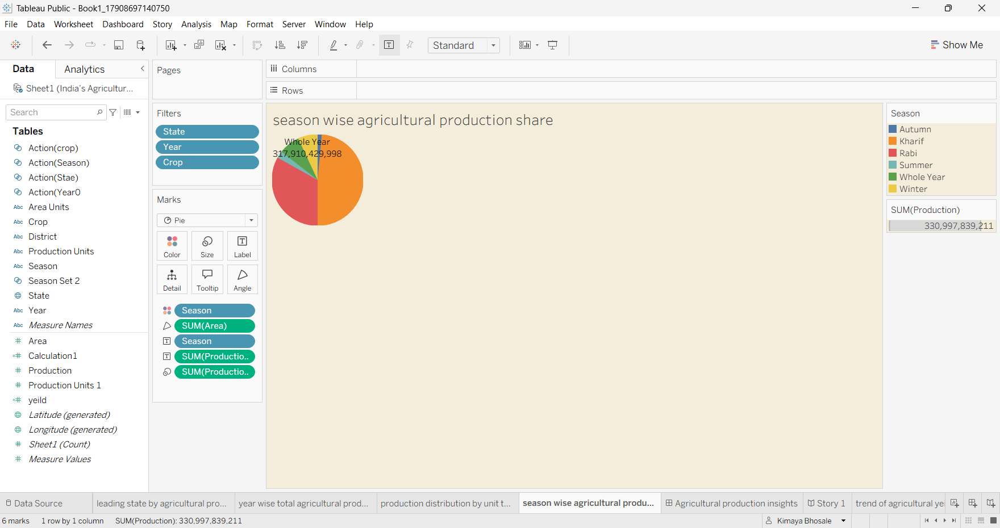 Tableau Public - Book1_17908697140750
File Data Worksheet Dashboard Story Analysis Map Format Server Window Help
Standard
Show Me
Data Analytics
Sheet1 (India's Agricultur...
Search
Tables
Action(crop)
Action(Season)
Action(Stae)
Action(Year0
Abc Area Units
Abc Crop
Abc District
Abc Production Units
Abc Season
Season Set 2
State
Abc Year
Abc Measure Names
# Area
=# Calculation1
# Production
# Production Units 1
=# yeild
Latitude (generated)
Longitude (generated)
# Sheet1 (Count)
# Measure Values
Pages
Filters
State
Year
Crop
Marks
Pie
Color Size Label
Detail Tooltip Angle
Season
SUM(Area)
Season
SUM(Productio..
SUM(Productio..
Columns
Rows
season wise agricultural production share
Whole Year
317,910,429,998
Season
Autumn
Kharif
Rabi
Summer
Whole Year
Winter
SUM(Production)
330,997,839,211
Data Source leading state by agricultural pro... year wise total agricultural prod... production distribution by unit t... season wise agricultural produ... Agricultural production insights Story 1 trend of agricultural yei
6 marks 1 row by 1 column SUM(Production): 330,997,839,211 Kimaya Bhosale